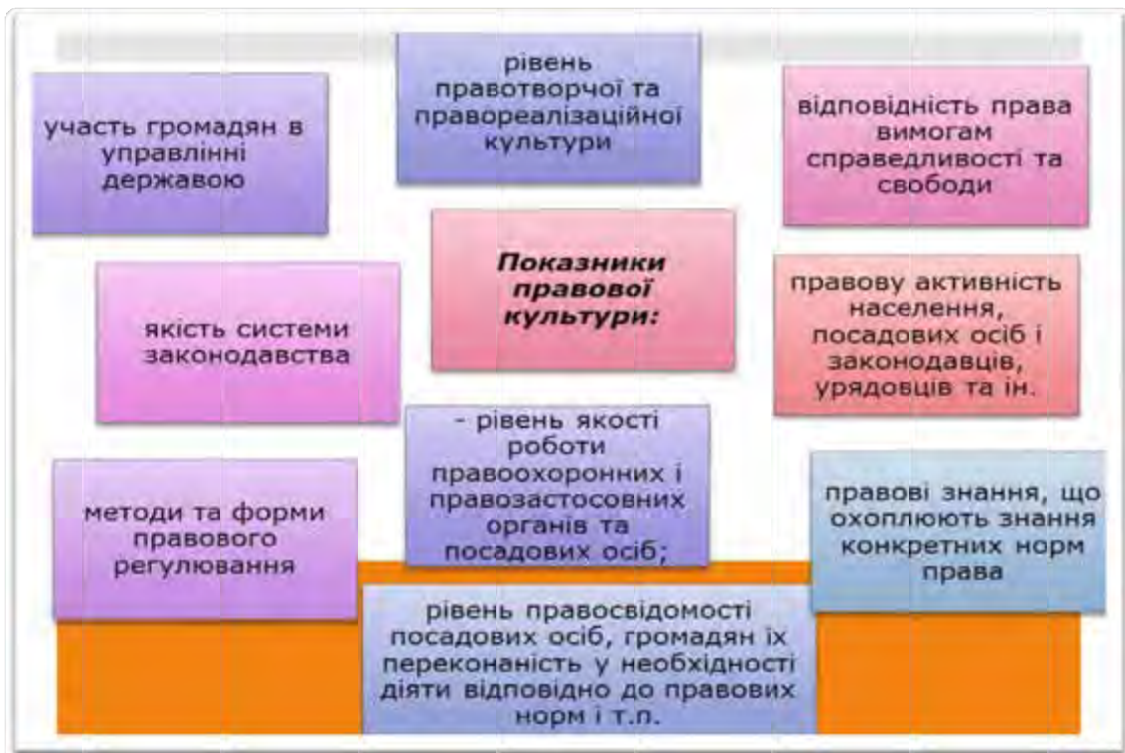 рівень
правотворчої та
правореалізаційної
культури
участь громадян в
управлінні
державою
відповідність права
вимогам
справедливості та
свободи
Показники
правової
культури:
якість системи
законодавства
правову активність
населення,
посадових осіб і
законодавців,
урядовців та ін.
- рівень якості
роботи
правоохоронних і
правозастосовних
органів та
посадових осіб;
методи та форми
правового
регулювання
правові знання, що
охоплюють знання
конкретних норм
права
рівень правосвідомості
посадових осіб, громадян їх
переконаність у необхідності
діяти відповідно до правових
норм і т.п.